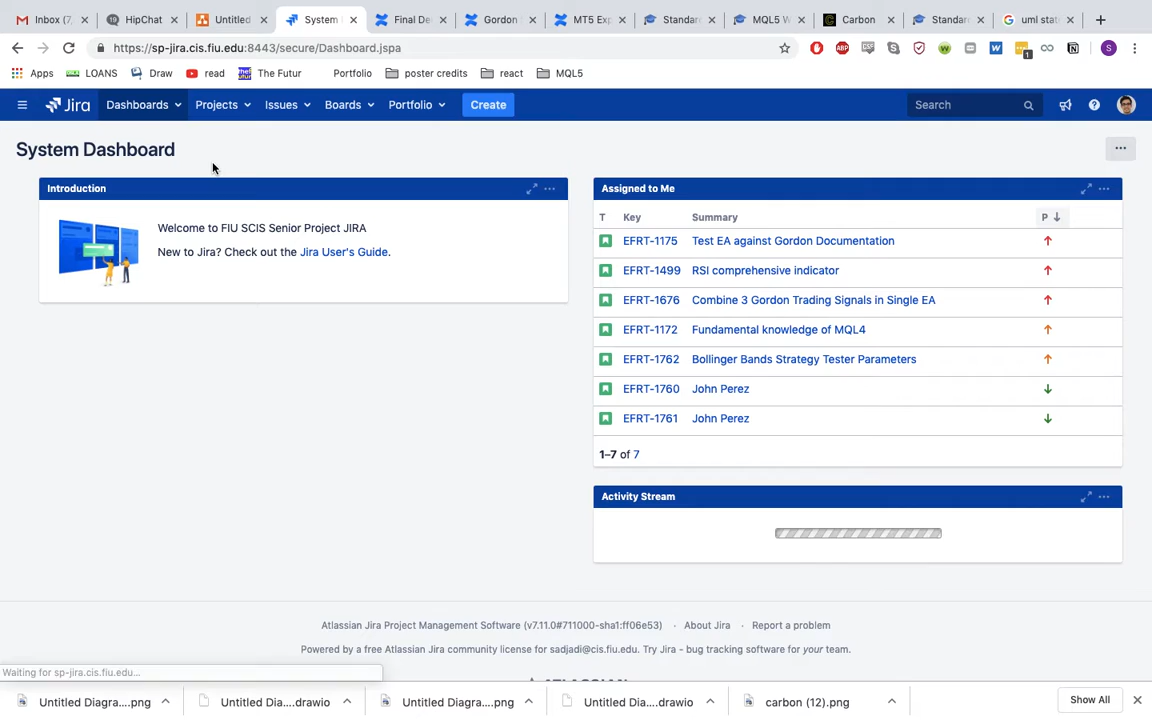 Inbox (7, HipChat Untitled System Final De Gordon MT5 Exp Standar MQL5 W Carbon Standar uml stat
https://sp-jira.cis.fiu.edu:8443/secure/Dashboard.jspa
Apps LOANS Draw read The Futur Portfolio poster credits react MQL5
Jira Dashboards Projects Issues Boards Portfolio Create Search
System Dashboard
Introduction
Welcome to FIU SCIS Senior Project JIRA
New to Jira? Check out the Jira User's Guide.
Assigned to Me
T Key Summary P
EFRT-1175 Test EA against Gordon Documentation
EFRT-1499 RSI comprehensive indicator
EFRT-1676 Combine 3 Gordon Trading Signals in Single EA
EFRT-1172 Fundamental knowledge of MQL4
EFRT-1762 Bollinger Bands Strategy Tester Parameters
EFRT-1760 John Perez
EFRT-1761 John Perez
1–7 of 7
Activity Stream
Atlassian Jira Project Management Software (v7.11.0#711000-sha1:ff06e53) · About Jira · Report a problem
Powered by a free Atlassian Jira community license for sadjadi@cis.fiu.edu. Try Jira - bug tracking software for your team.
Waiting for sp-jira.cis.fiu.edu...
Untitled Diagra....png Untitled Dia....drawio Untitled Diagra....png Untitled Dia....drawio carbon (12).png Show All